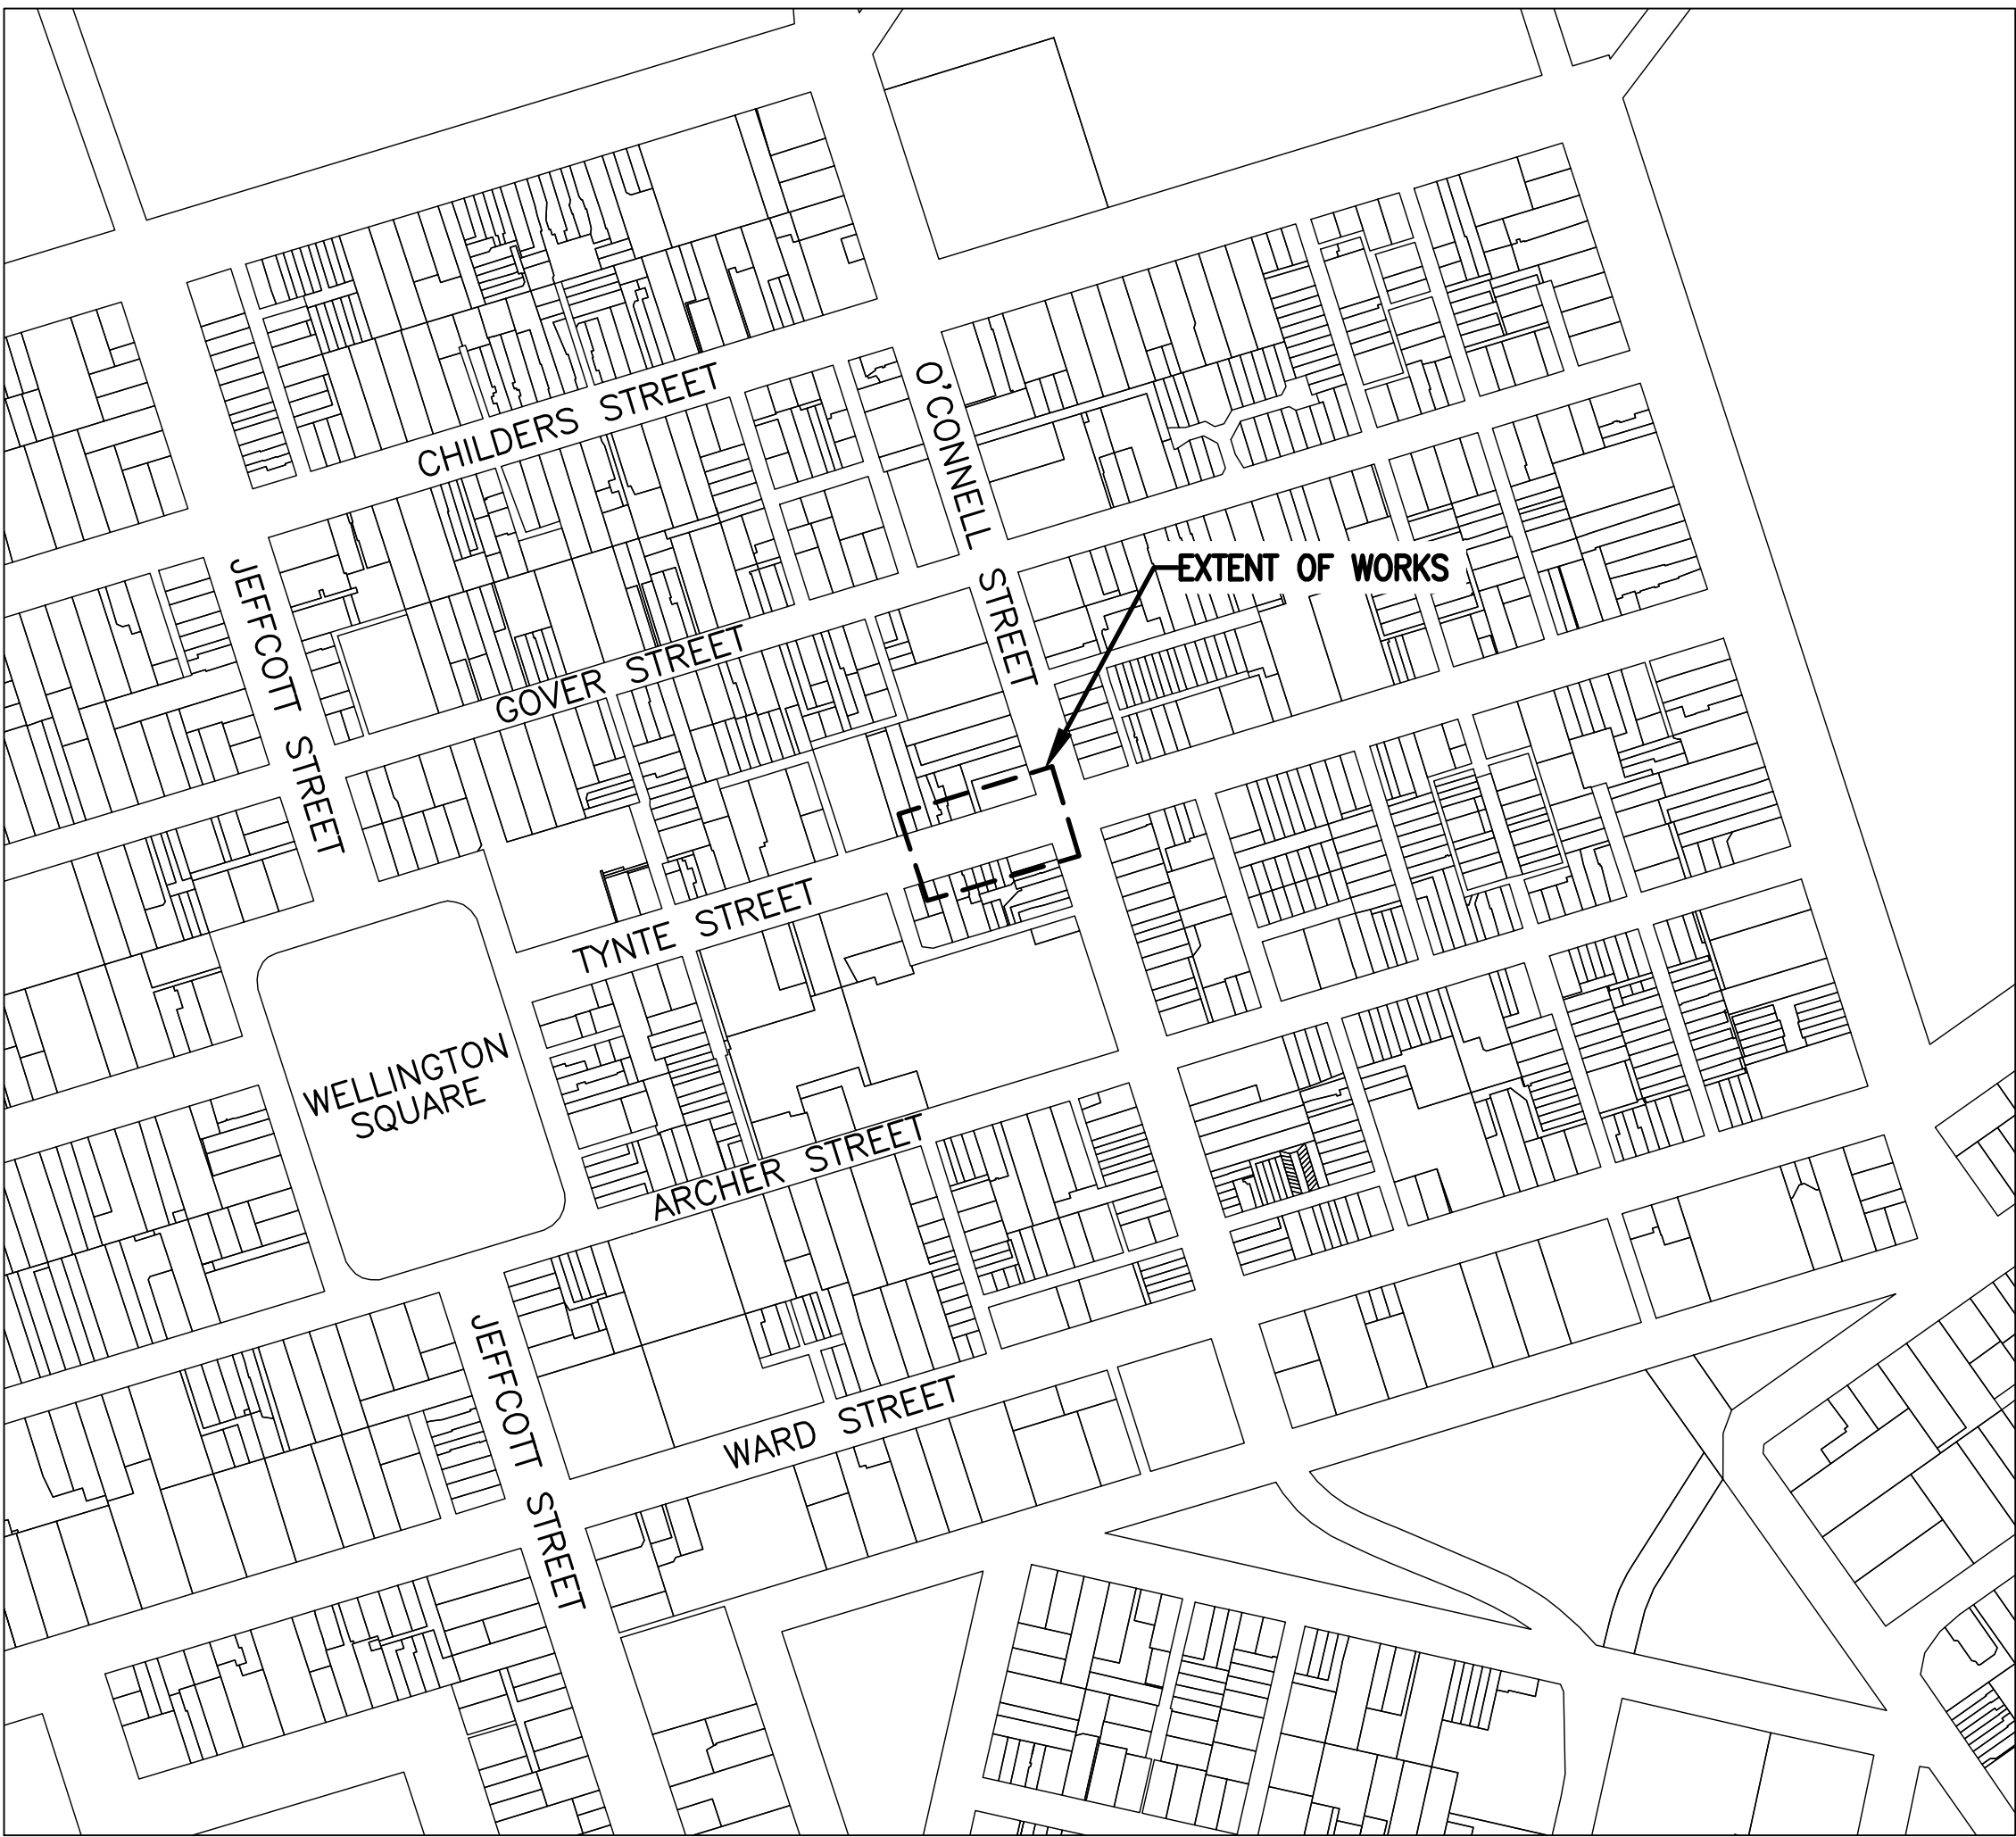 CHILDERS STREET
O'CONNELL STREET
EXTENT OF WORKS
JEFFCOTT STREET
GOVER STREET
TYNTE STREET
WELLINGTON
SQUARE
ARCHER STREET
JEFFCOTT STREET
WARD STREET